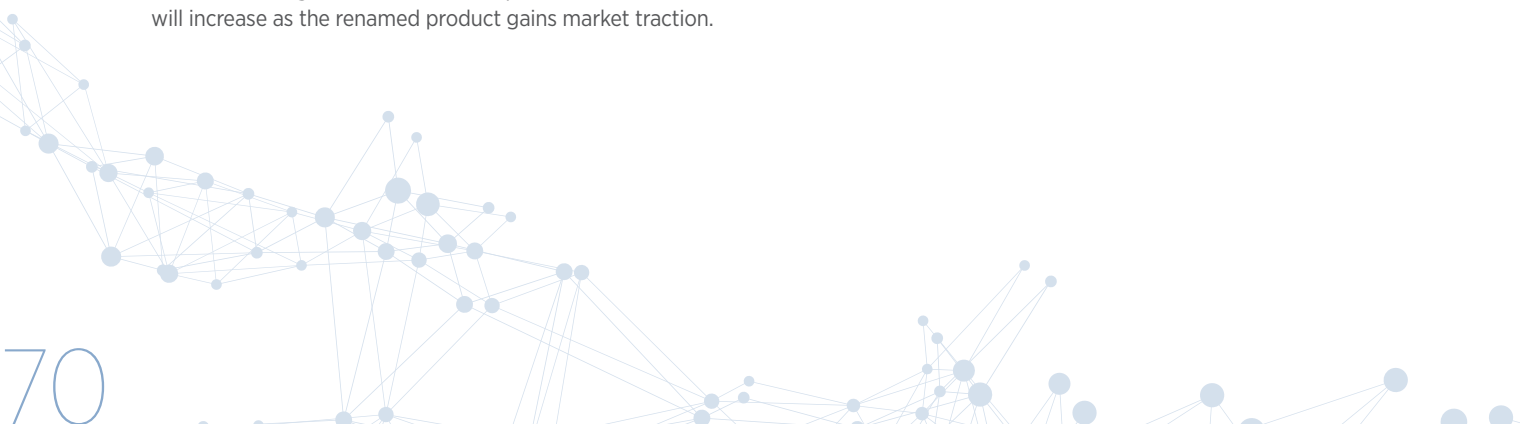 will increase as the renamed product gains market traction.
70